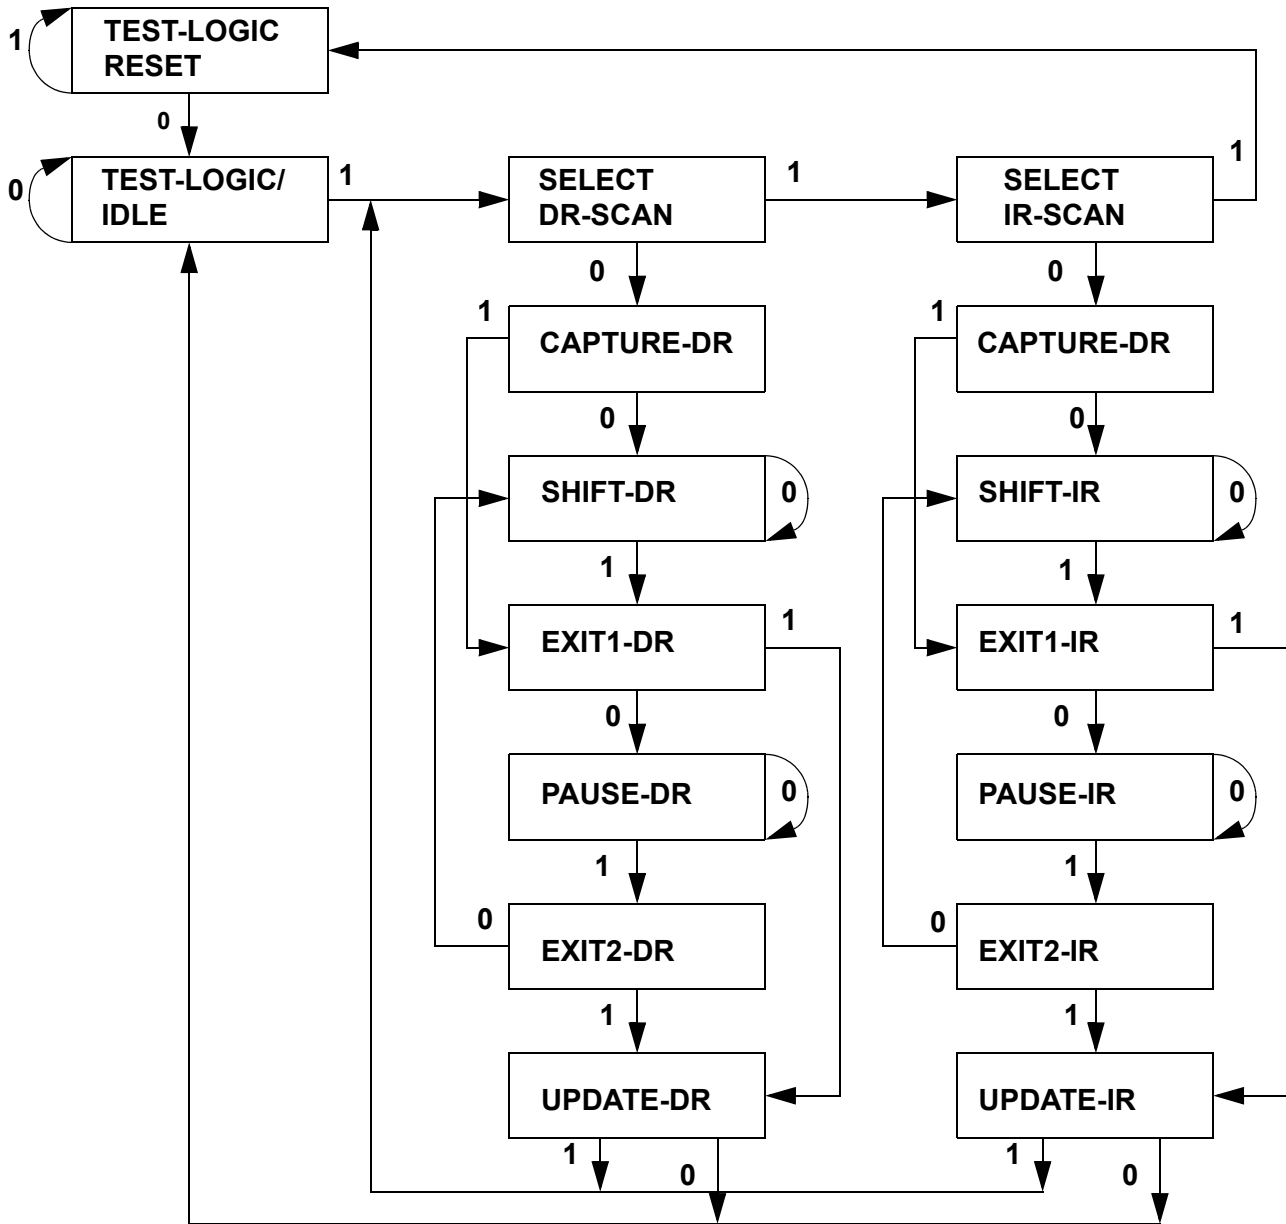 TEST-LOGIC
RESET
1
0
TEST-LOGIC/
IDLE
0
1
SELECT
DR-SCAN
1
SELECT
IR-SCAN
1
0
0
1
CAPTURE-DR
1
CAPTURE-DR
0
0
SHIFT-DR
0
SHIFT-IR
0
1
1
EXIT1-DR
1
EXIT1-IR
1
0
0
PAUSE-DR
0
PAUSE-IR
0
1
1
0
EXIT2-DR
0
EXIT2-IR
1
1
UPDATE-DR
UPDATE-IR
1
0
1
0